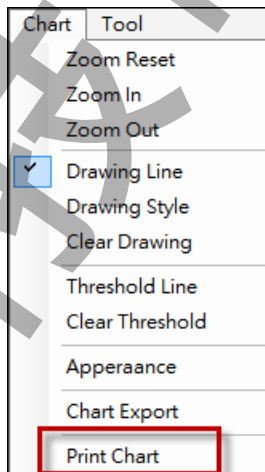 Chart Tool
Zoom Reset
Zoom In
Zoom Out
Drawing Line
Drawing Style
Clear Drawing
Threshold Line
Clear Threshold
Apperaance
Chart Export
Print Chart